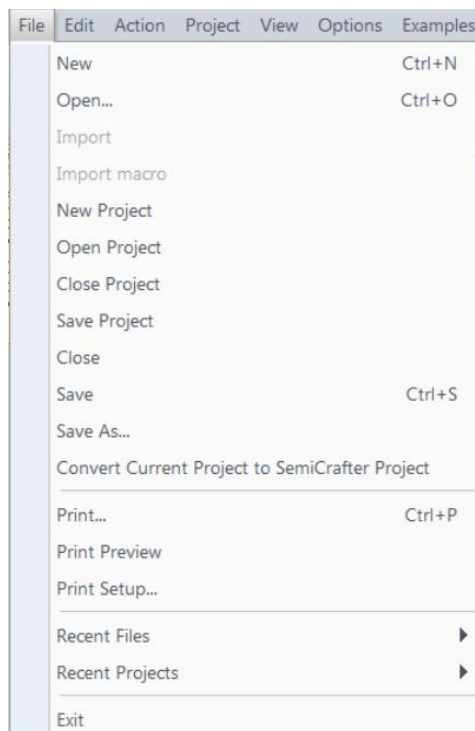 File Edit Action Project View Options Examples
New Ctrl+N
Open... Ctrl+O
Import
Import macro
New Project
Open Project
Close Project
Save Project
Close
Save Ctrl+S
Save As...
Convert Current Project to SemiCrafter Project
Print... Ctrl+P
Print Preview
Print Setup...
Recent Files
Recent Projects
Exit